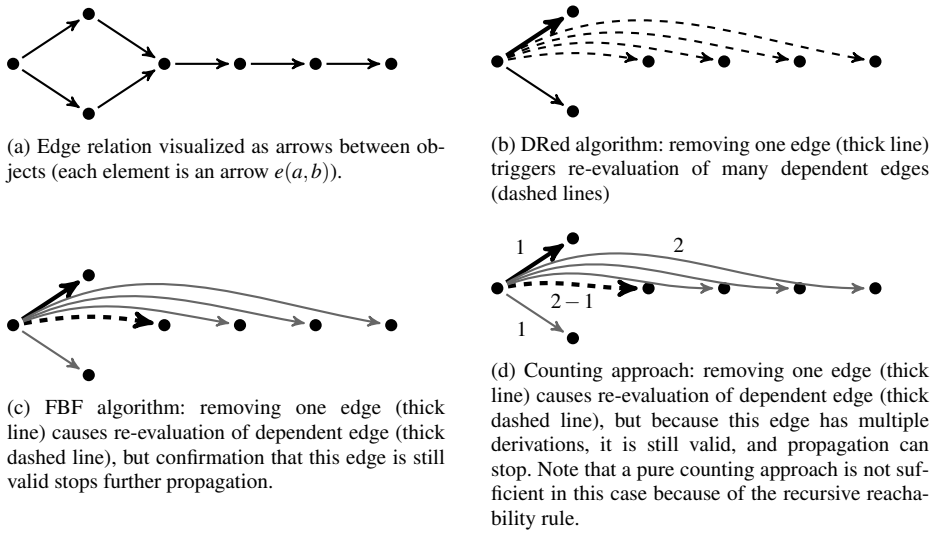 (a) Edge relation visualized as arrows between ob-
jects (each element is an arrow e(a,b)).
(b) DRed algorithm: removing one edge (thick line)
triggers re-evaluation of many dependent edges
(dashed lines)
(c) FBF algorithm: removing one edge (thick
line) causes re-evaluation of dependent edge (thick
dashed line), but confirmation that this edge is still
valid stops further propagation.
1
2
2 − 1
1
(d) Counting approach: removing one edge (thick
line) causes re-evaluation of dependent edge (thick
dashed line), but because this edge has multiple
derivations, it is still valid, and propagation can
stop. Note that a pure counting approach is not suf-
ficient in this case because of the recursive reacha-
bility rule.